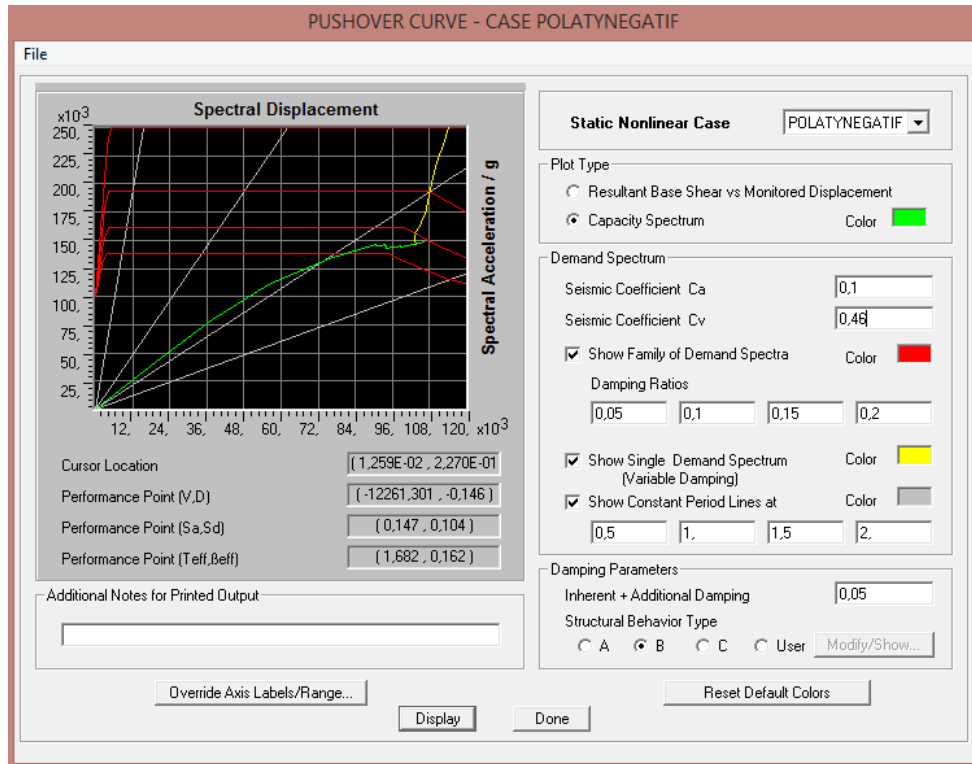 PUSHOVER CURVE - CASE POLATYNEGATIF
File
Spectral Displacement
x10³
250,
225,
200,
175,
150,
125,
100,
75,
50,
25,
12, 24, 36, 48, 60, 72, 84, 96, 108, 120, x10³
Spectral Acceleration / g
Cursor Location
( 1,259E-02 , 2,270E-01
Performance Point (V,D)
( -12261,301 , -0,146 )
Performance Point (Sa,Sd)
( 0,147 , 0,104 )
Performance Point (Teff,βeff)
( 1,682 , 0,162 )
Additional Notes for Printed Output
Static Nonlinear Case
POLATYNEGATIF
Plot Type
Resultant Base Shear vs Monitored Displacement
Capacity Spectrum
Color
Demand Spectrum
Seismic Coefficient Ca
0,1
Seismic Coefficient Cv
0,46
Show Family of Demand Spectra
Color
Damping Ratios
0,05 0,1 0,15 0,2
Show Single Demand Spectrum
(Variable Damping)
Color
Show Constant Period Lines at
Color
0,5 1, 1,5 2,
Damping Parameters
Inherent + Additional Damping
0,05
Structural Behavior Type
A B C User Modify/Show...
Override Axis Labels/Range...
Reset Default Colors
Display Done